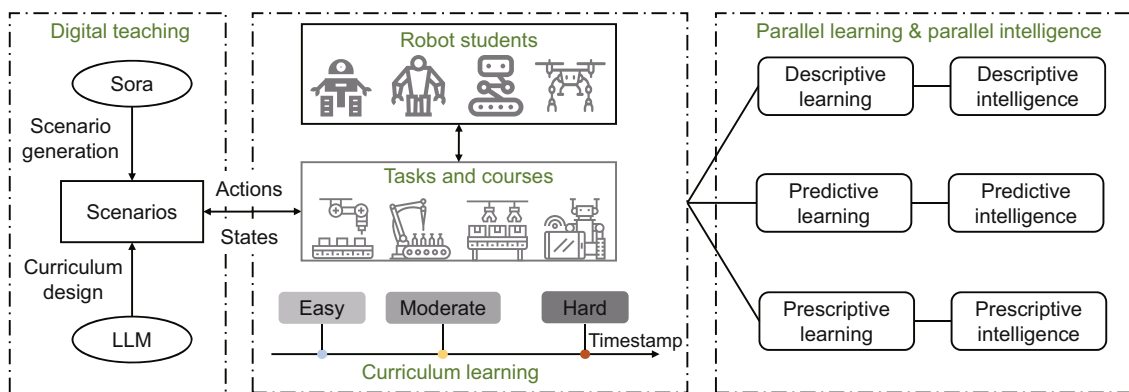 Digital teaching
Sora
Scenario
generation
Scenarios
Curriculum
design
LLM
Actions
States
Robot students
Tasks and courses
Easy
Moderate
Hard
Timestamp
Curriculum learning
Parallel learning & parallel intelligence
Descriptive
learning
Descriptive
intelligence
Predictive
learning
Predictive
intelligence
Prescriptive
learning
Prescriptive
intelligence